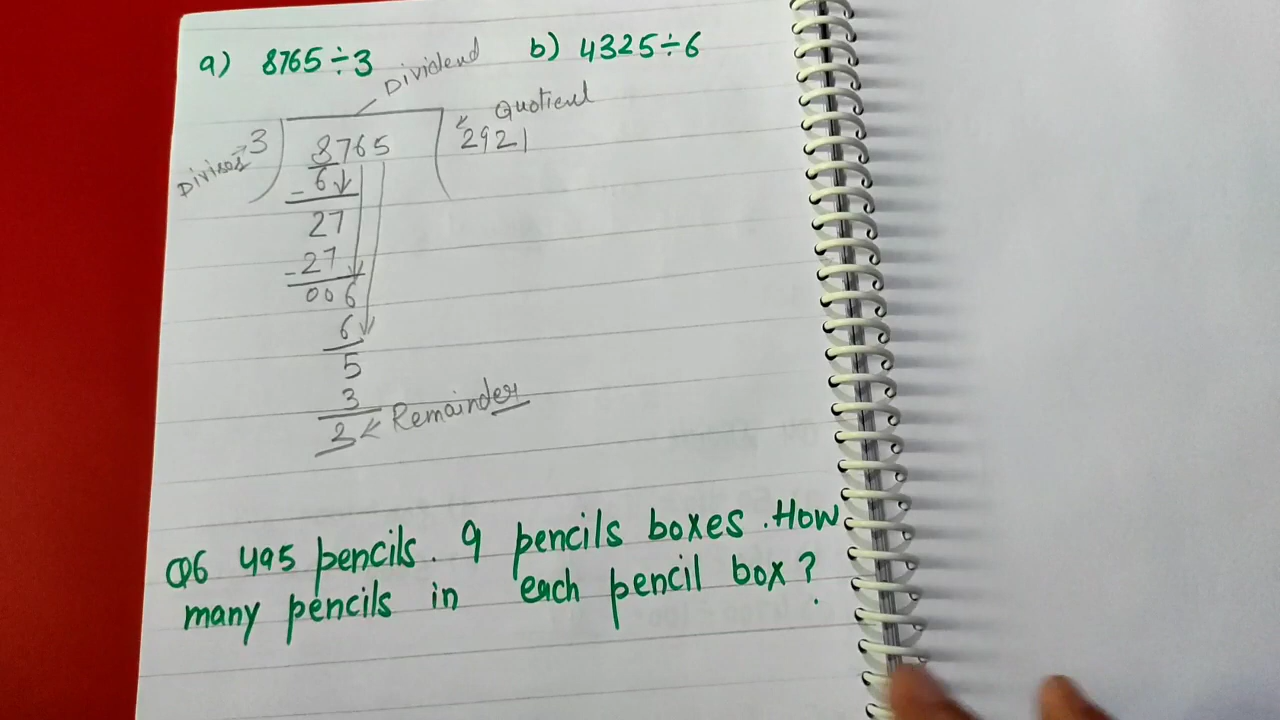 a) 8765÷3 b) 4325÷6
Dividend
Quotient
Divisor 3 8765 2921
-6
27
-27
006
6
5
3
2 Remainder
Q6 495 pencils. 9 pencils boxes. How
many pencils in each pencil box?